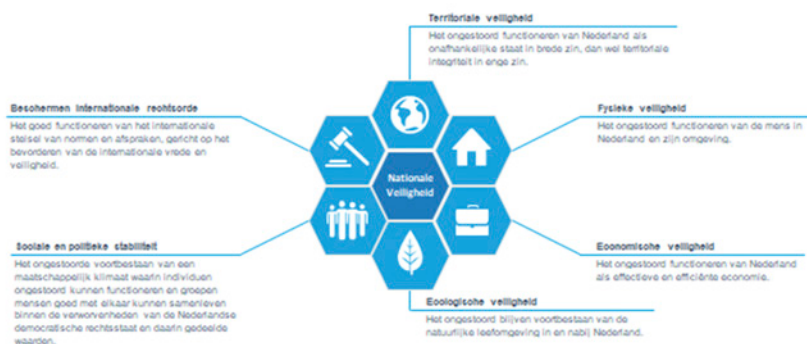 Territoriale veiligheid
Het ongestoord functioneren van Nederland als
onafhankelijke staat in brede zin, dan wel territoriale
integriteit in enge zin.
Beschermen internationale rechtsorde
Het goed functioneren van het internationale
stelsel van normen en afspraken, gericht op het
bevorderen van de internationale vrede en
veiligheid.
Fysieke veiligheid
Het ongestoord functioneren van de mens in
Nederland en zijn omgeving.
Nationale
Veiligheid
Sociale en politieke stabiliteit
Het ongestoorde voortbestaan van een
maatschappelijk klimaat waarin individuen
ongestoord kunnen functioneren en groepen
mensen goed met elkaar kunnen samenleven
binnen de verworvenheden van de Nederlandse
democratische rechtsstaat en daarin gedeelde
waarden.
Economische veiligheid
Het ongestoord functioneren van Nederland
als effectieve en efficiënte economie.
Ecologische veiligheid
Het ongestoord blijven voortbestaan van de
natuurlijke leefomgeving in en nabij Nederland.